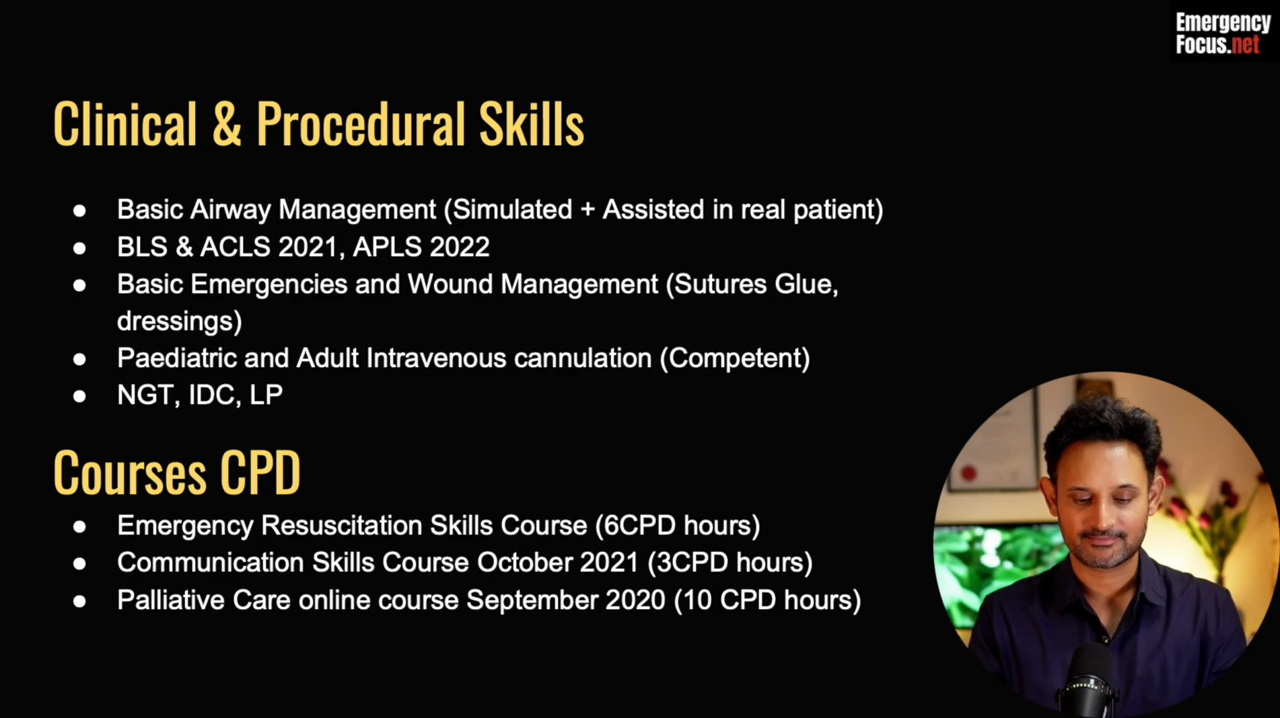 Emergency
Focus.net
Clinical & Procedural Skills
● Basic Airway Management (Simulated + Assisted in real patient)
● BLS & ACLS 2021, APLS 2022
● Basic Emergencies and Wound Management (Sutures Glue,
dressings)
● Paediatric and Adult Intravenous cannulation (Competent)
● NGT, IDC, LP
Courses CPD
● Emergency Resuscitation Skills Course (6CPD hours)
● Communication Skills Course October 2021 (3CPD hours)
● Palliative Care online course September 2020 (10 CPD hours)